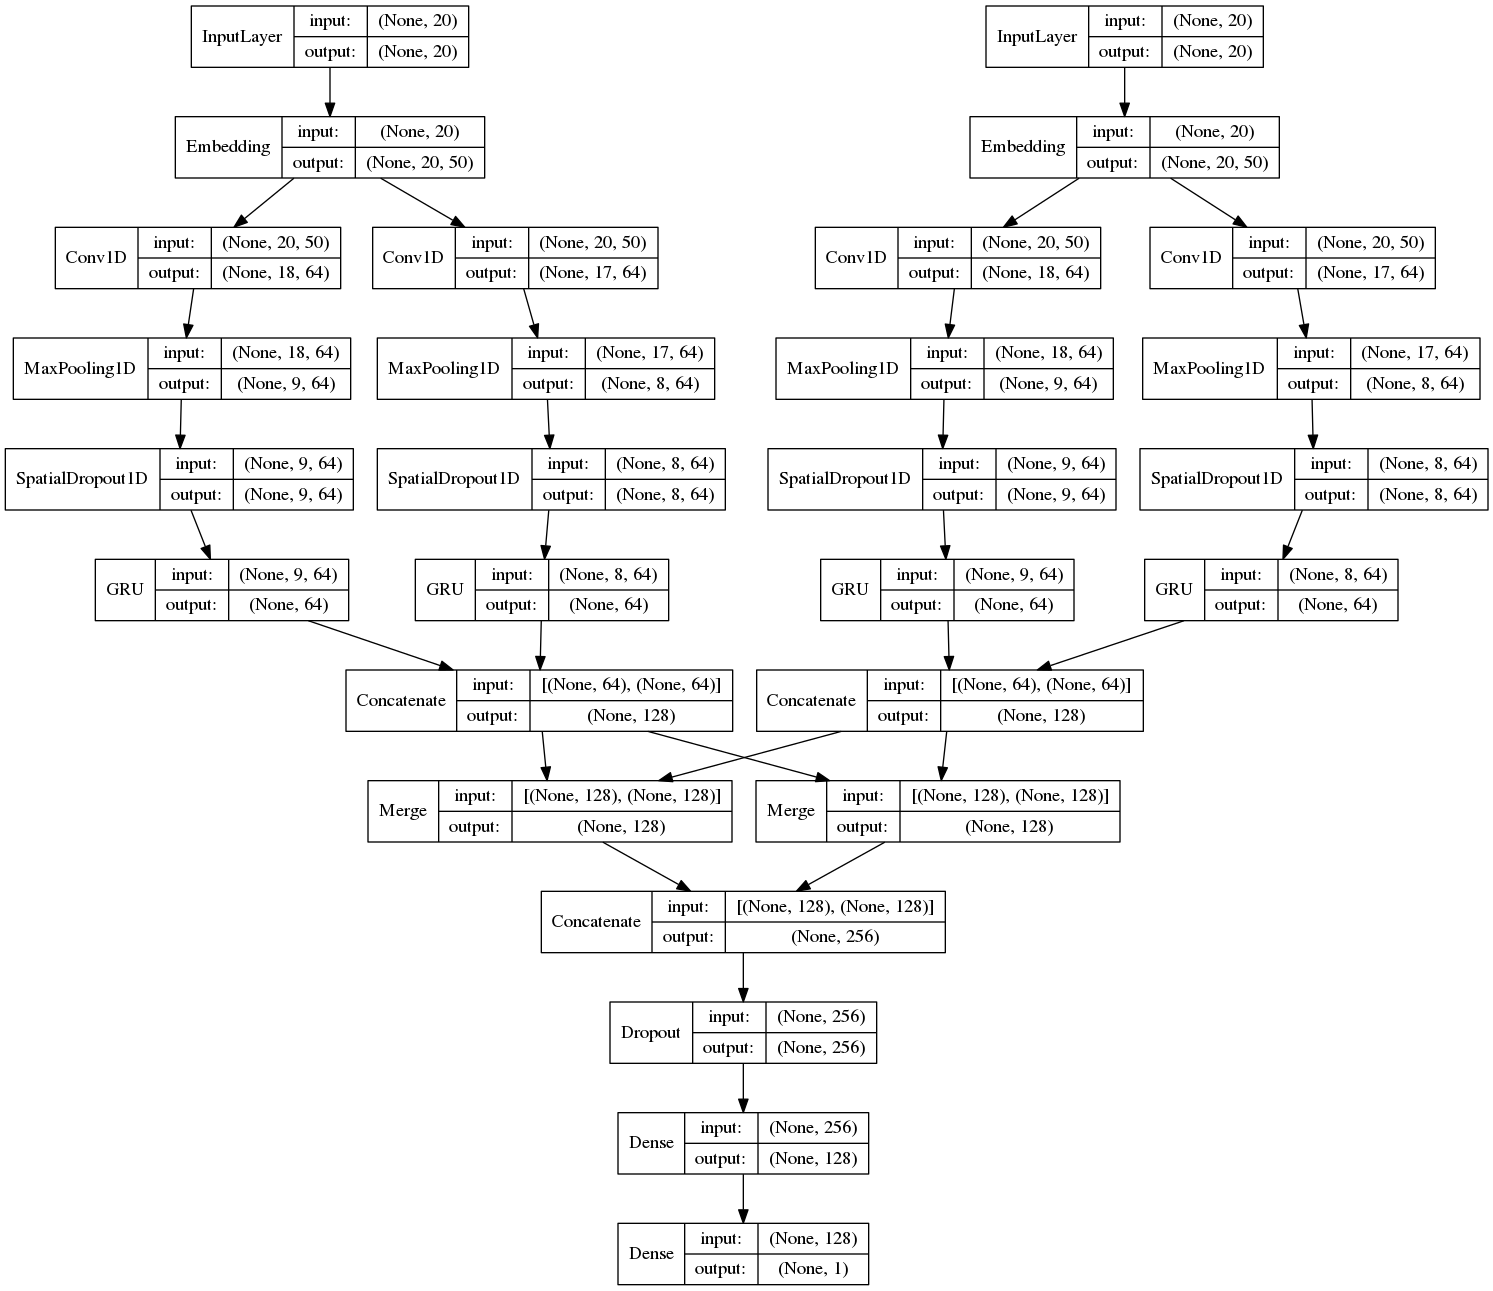 InputLayer input: (None, 20)
output: (None, 20)
InputLayer input: (None, 20)
output: (None, 20)
Embedding input: (None, 20)
output: (None, 20, 50)
Embedding input: (None, 20)
output: (None, 20, 50)
Conv1D input: (None, 20, 50)
output: (None, 18, 64)
Conv1D input: (None, 20, 50)
output: (None, 17, 64)
Conv1D input: (None, 20, 50)
output: (None, 18, 64)
Conv1D input: (None, 20, 50)
output: (None, 17, 64)
MaxPooling1D input: (None, 18, 64)
output: (None, 9, 64)
MaxPooling1D input: (None, 17, 64)
output: (None, 8, 64)
MaxPooling1D input: (None, 18, 64)
output: (None, 9, 64)
MaxPooling1D input: (None, 17, 64)
output: (None, 8, 64)
SpatialDropout1D input: (None, 9, 64)
output: (None, 9, 64)
SpatialDropout1D input: (None, 8, 64)
output: (None, 8, 64)
SpatialDropout1D input: (None, 9, 64)
output: (None, 9, 64)
SpatialDropout1D input: (None, 8, 64)
output: (None, 8, 64)
GRU input: (None, 9, 64)
output: (None, 64)
GRU input: (None, 8, 64)
output: (None, 64)
GRU input: (None, 9, 64)
output: (None, 64)
GRU input: (None, 8, 64)
output: (None, 64)
Concatenate input: [(None, 64), (None, 64)]
output: (None, 128)
Concatenate input: [(None, 64), (None, 64)]
output: (None, 128)
Merge input: [(None, 128), (None, 128)]
output: (None, 128)
Merge input: [(None, 128), (None, 128)]
output: (None, 128)
Concatenate input: [(None, 128), (None, 128)]
output: (None, 256)
Dropout input: (None, 256)
output: (None, 256)
Dense input: (None, 256)
output: (None, 128)
Dense input: (None, 128)
output: (None, 1)